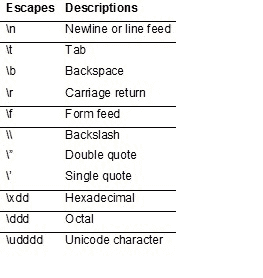 Escapes Descriptions
\n Newline or line feed
\t Tab
\b Backspace
\r Carriage return
\f Form feed
\\ Backslash
\" Double quote
\' Single quote
\xdd Hexadecimal
\ddd Octal
\udddd Unicode character